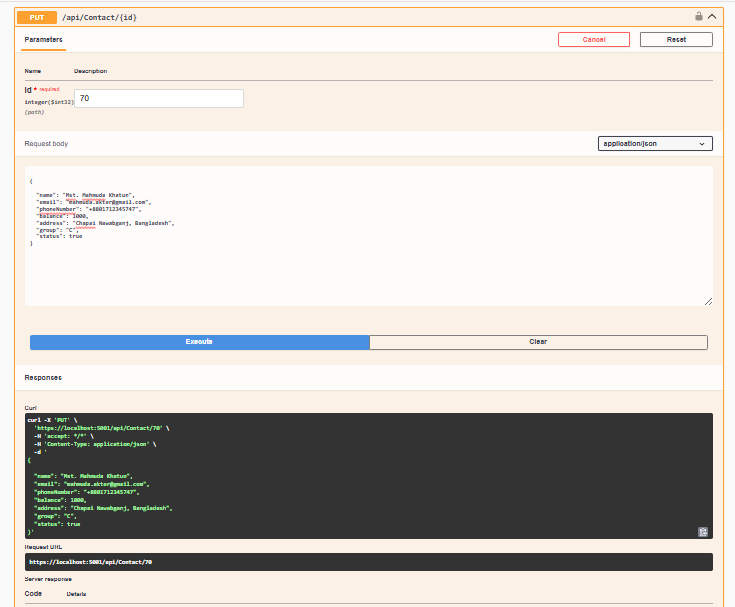 PUT /api/Contact/{id}
Parameters Cancel Reset
Name Description
id * required
integer($int32) 70
(path)
Request body application/json
{
"name": "Mst. Mahmuda Khatun",
"email": "mahmuda.akter@gmail.com",
"phoneNumber": "+8801712345747",
"balance": 1000,
"address": "Chapai Nawabganj, Bangladesh",
"group": "C",
"status": true
}
Execute Clear
Responses
Curl
curl -X 'PUT' \
'https://localhost:5001/api/Contact/70' \
-H 'accept: */*' \
-H 'Content-Type: application/json' \
-d '
{
"name": "Mst. Mahmuda Khatun",
"email": "mahmuda.akter@gmail.com",
"phoneNumber": "+8801712345747",
"balance": 1000,
"address": "Chapai Nawabganj, Bangladesh",
"group": "C",
"status": true
}'
Request URL
https://localhost:5001/api/Contact/70
Server response
Code Details